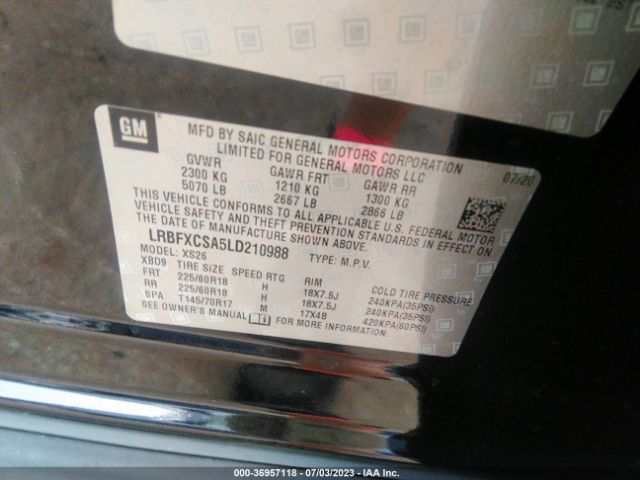 GM
MFD BY SAIC GENERAL MOTORS CORPORATION
LIMITED FOR GENERAL MOTORS LLC
GVWR GAWR FRT GAWR RR 07/20
2300 KG 1210 KG 1300 KG
5070 LB 2667 LB 2866 LB
THIS VEHICLE CONFORMS TO ALL APPLICABLE U.S. FEDERAL MOTOR
VEHICLE SAFETY AND THEFT PREVENTION STANDARDS IN EFFECT ON
THE DATE OF MANUFACTURE SHOWN ABOVE.
LRBFXCSA5LD210988 TYPE: M.P.V.
MODEL: XS26
XBD9 TIRE SIZE SPEED RTG RIM COLD TIRE PRESSURE
FRT 225/60R18 H 18X7.5J 240KPA(35PSI)
RR 225/60R18 H 18X7.5J 240KPA(35PSI)
SPA T145/70R17 M 17X4B 420KPA(60PSI)
SEE OWNER'S MANUAL FOR MORE INFORMATION.
000-36957118 - 07/03/2023 - IAA Inc.